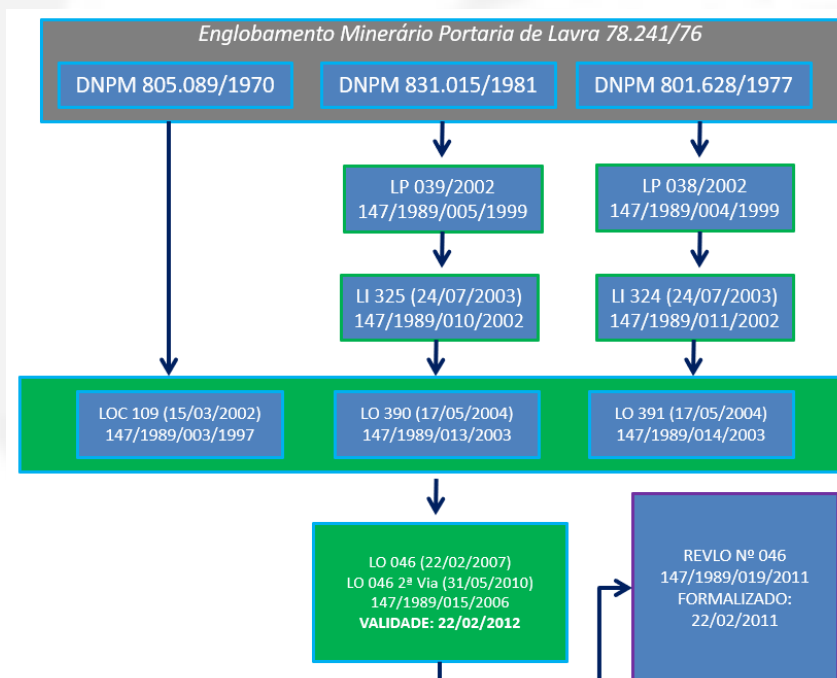 Englobamento Minerário Portaria de Lavra 78.241/76
DNPM 805.089/1970
DNPM 831.015/1981
DNPM 801.628/1977
LP 039/2002
147/1989/005/1999
LP 038/2002
147/1989/004/1999
LI 325 (24/07/2003)
147/1989/010/2002
LI 324 (24/07/2003)
147/1989/011/2002
LOC 109 (15/03/2002)
147/1989/003/1997
LO 390 (17/05/2004)
147/1989/013/2003
LO 391 (17/05/2004)
147/1989/014/2003
LO 046 (22/02/2007)
LO 046 2ª Via (31/05/2010)
147/1989/015/2006
VALIDADE: 22/02/2012
REVLO Nº 046
147/1989/019/2011
FORMALIZADO:
22/02/2011